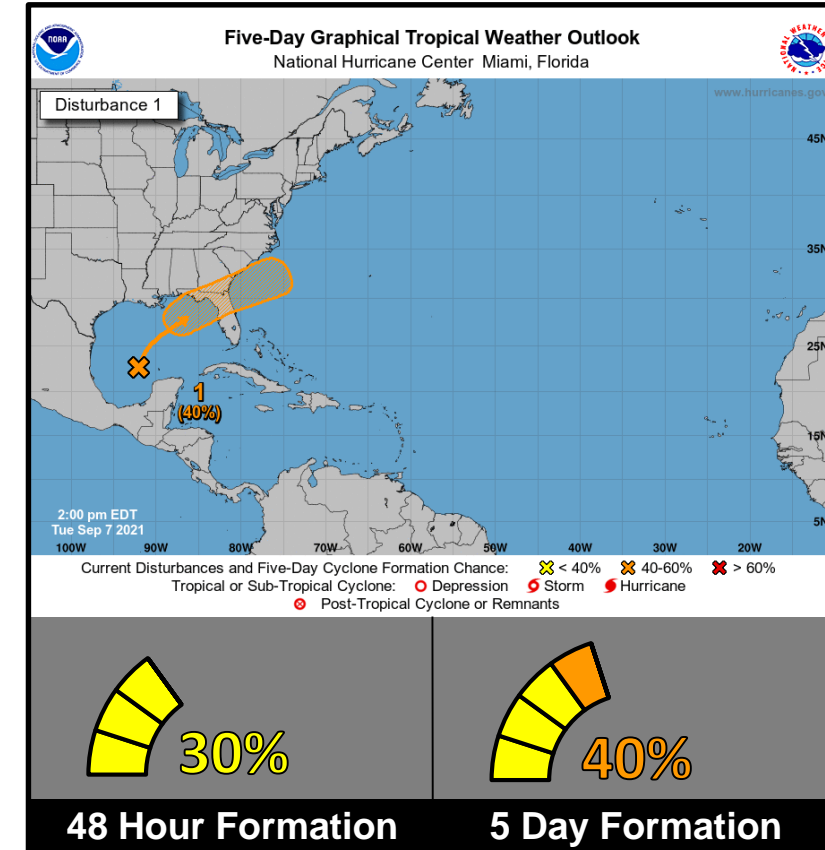 Five-Day Graphical Tropical Weather Outlook
National Hurricane Center Miami, Florida
NOAA
Disturbance 1
www.hurricanes.gov
45N
35N
25N
15N
5N
1
(40%)
2:00 pm EDT
Tue Sep 7 2021
100W 90W 80W 70W 60W 50W 40W 30W 20W
Current Disturbances and Five-Day Cyclone Formation Chance: < 40% 40-60% > 60%
Tropical or Sub-Tropical Cyclone: Depression Storm Hurricane
Post-Tropical Cyclone or Remnants
30% 40%
48 Hour Formation 5 Day Formation